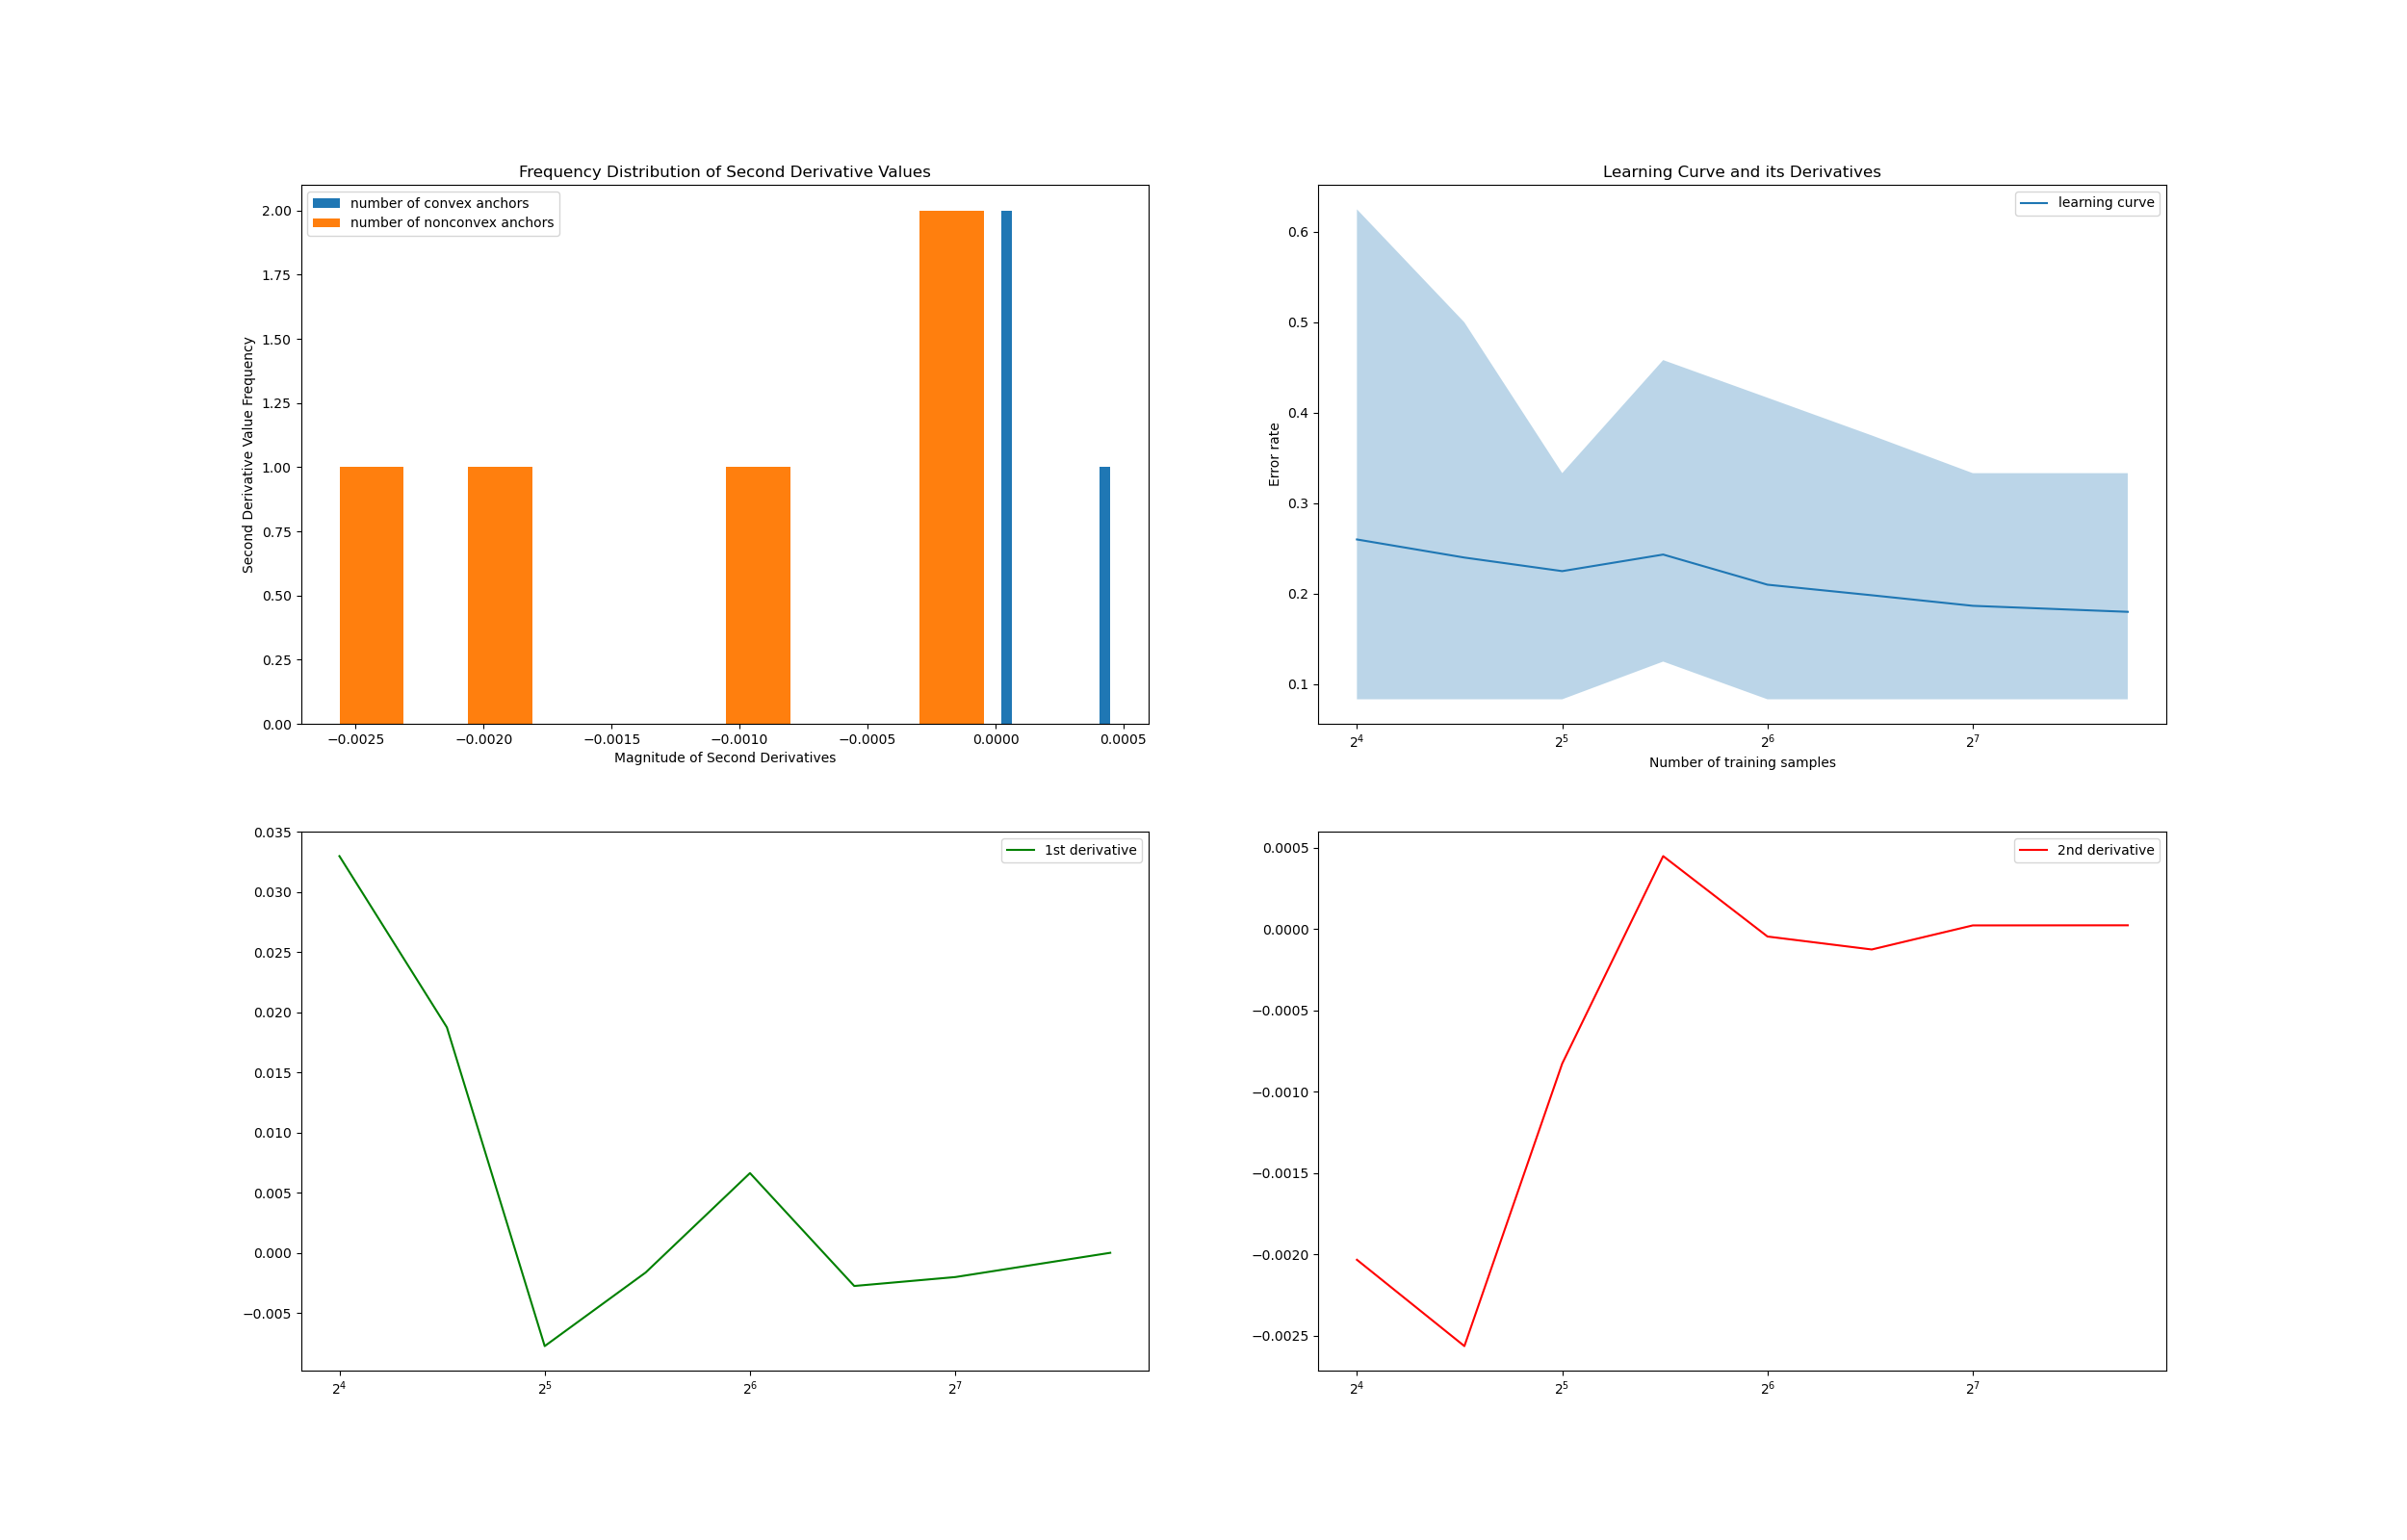 Frequency Distribution of Second Derivative Values
number of convex anchors
number of nonconvex anchors
2.00
1.75
1.50
1.25
1.00
0.75
0.50
0.25
0.00
Second Derivative Value Frequency
−0.0025 −0.0020 −0.0015 −0.0010 −0.0005 0.0000 0.0005
Magnitude of Second Derivatives
Learning Curve and its Derivatives
learning curve
0.6
0.5
0.4
0.3
0.2
0.1
Error rate
2⁴ 2⁵ 2⁶ 2⁷
Number of training samples
1st derivative
0.035
0.030
0.025
0.020
0.015
0.010
0.005
0.000
−0.005
2⁴ 2⁵ 2⁶ 2⁷
2nd derivative
0.0005
0.0000
−0.0005
−0.0010
−0.0015
−0.0020
−0.0025
2⁴ 2⁵ 2⁶ 2⁷